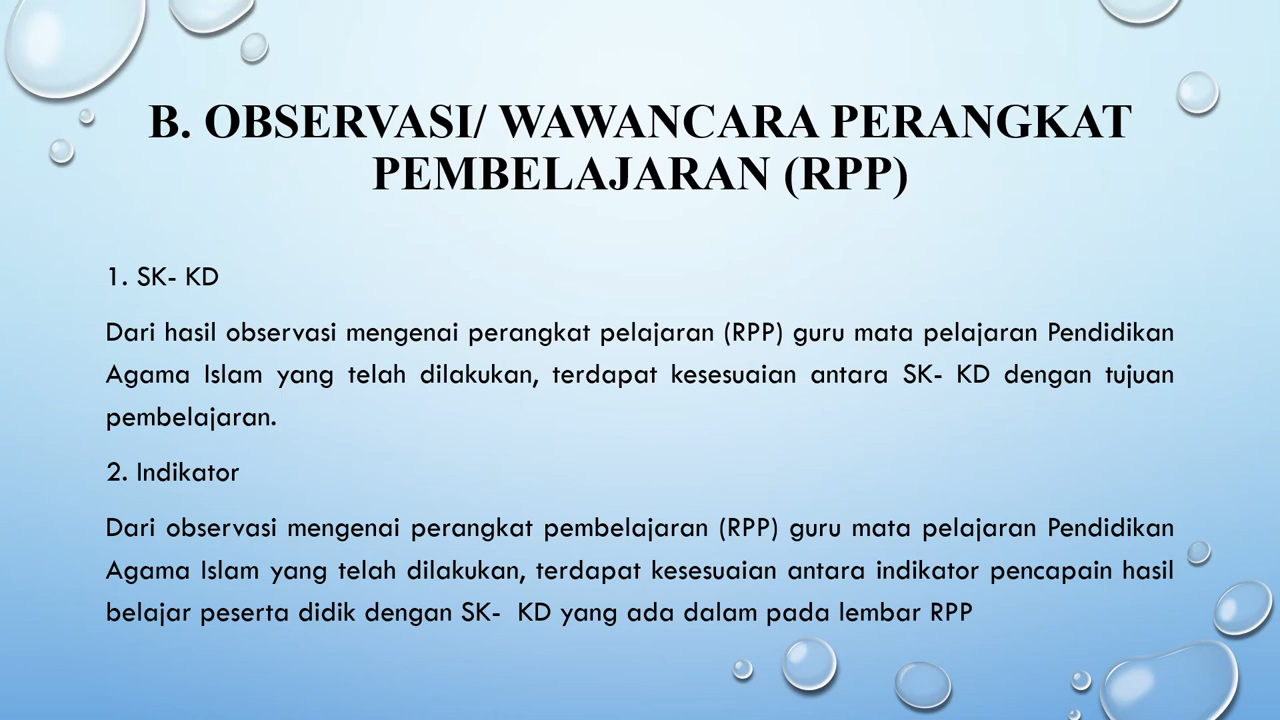 B. OBSERVASI/ WAWANCARA PERANGKAT
PEMBELAJARAN (RPP)
1. SK- KD
Dari hasil observasi mengenai perangkat pelajaran (RPP) guru mata pelajaran Pendidikan
Agama Islam yang telah dilakukan, terdapat kesesuaian antara SK- KD dengan tujuan
pembelajaran.
2. Indikator
Dari observasi mengenai perangkat pembelajaran (RPP) guru mata pelajaran Pendidikan
Agama Islam yang telah dilakukan, terdapat kesesuaian antara indikator pencapain hasil
belajar peserta didik dengan SK-  KD yang ada dalam pada lembar RPP